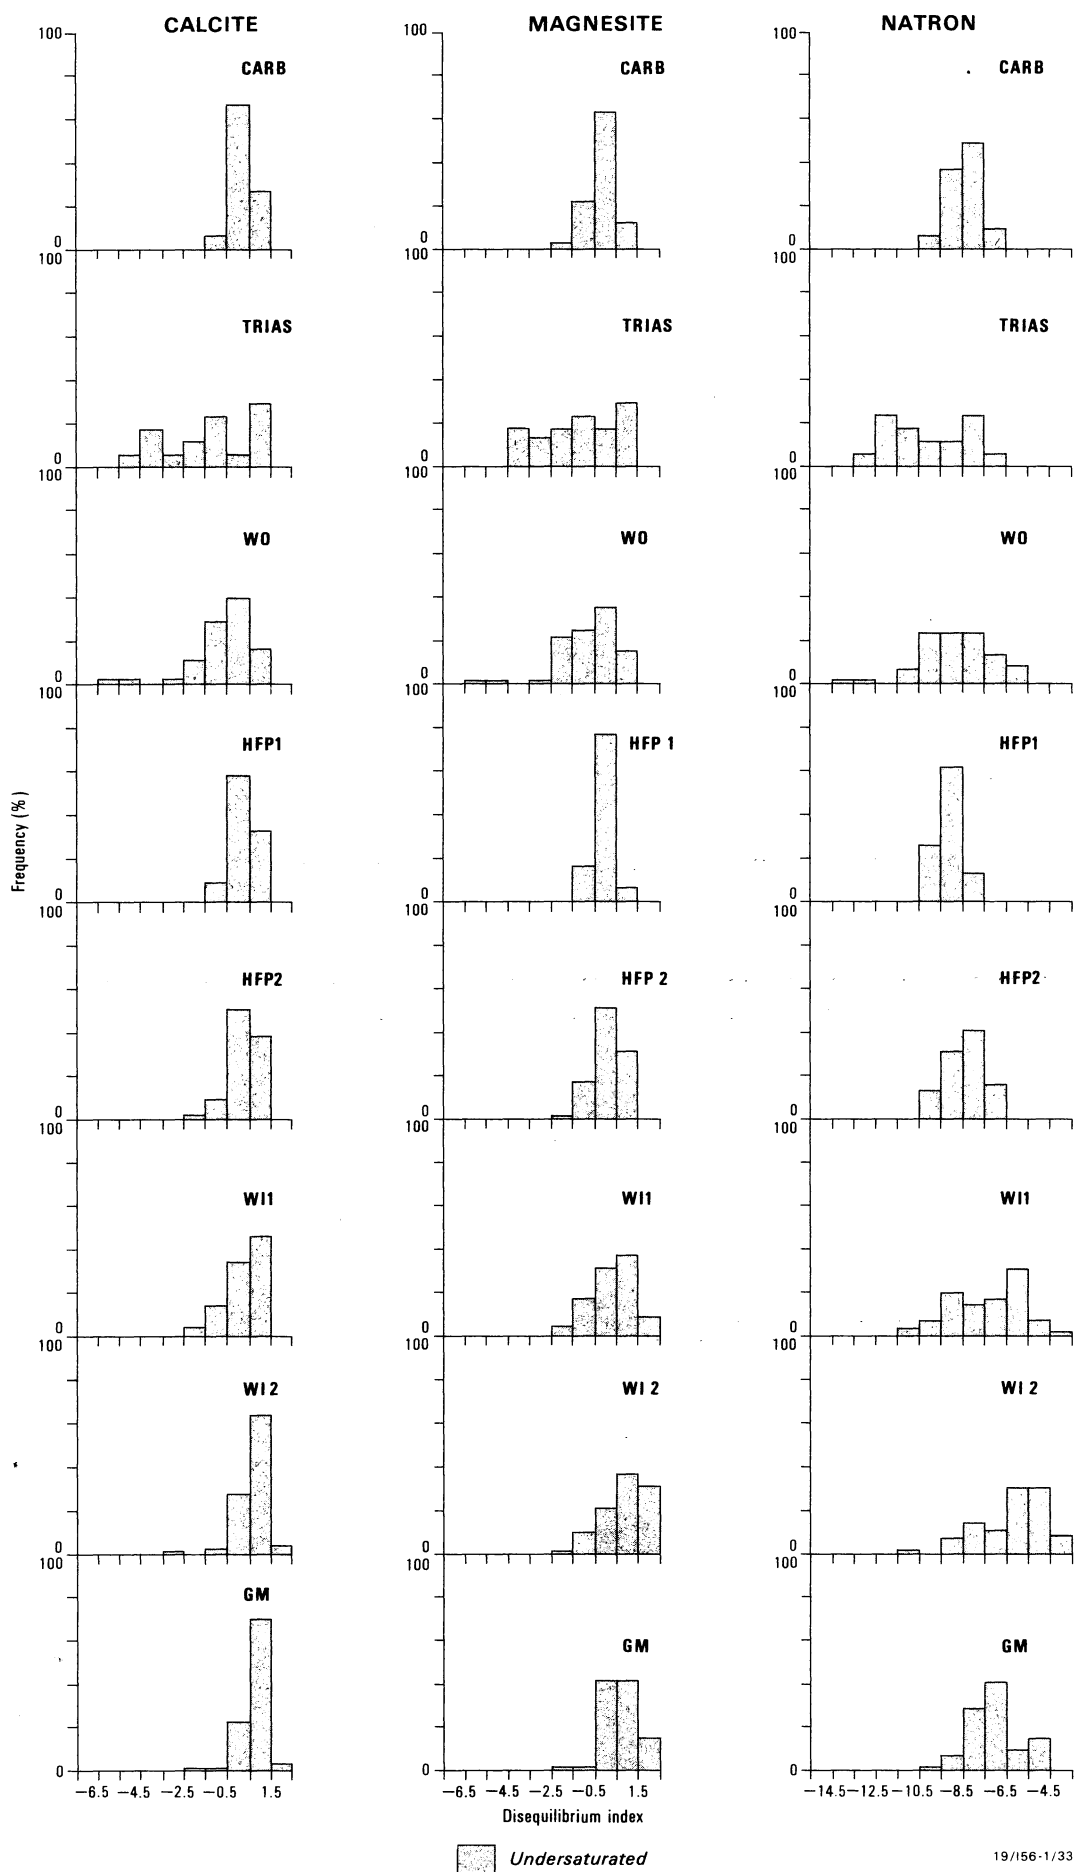 CALCITE MAGNESITE NATRON
100 100 100
CARB CARB CARB
0 0 0
100 100 100
TRIAS TRIAS TRIAS
0 0 0
100 100 100
WO WO WO
0 0 0
100 100 100
HFP1 HFP 1 HFP1
Frequency (%)
0 0 0
100 100 100
HFP2 HFP 2 HFP2
0 0 0
100 100 100
WI1 WI1 WI1
0 0 0
100 100 100
WI 2 WI 2 WI 2
0 0 0
100 100 100
GM GM GM
0 0 0
−6.5 −4.5 −2.5 −0.5 1.5 −6.5 −4.5 −2.5 −0.5 1.5 −14.5 −12.5 −10.5 −8.5 −6.5 −4.5
Disequilibrium index
Undersaturated
19/I56-1/33